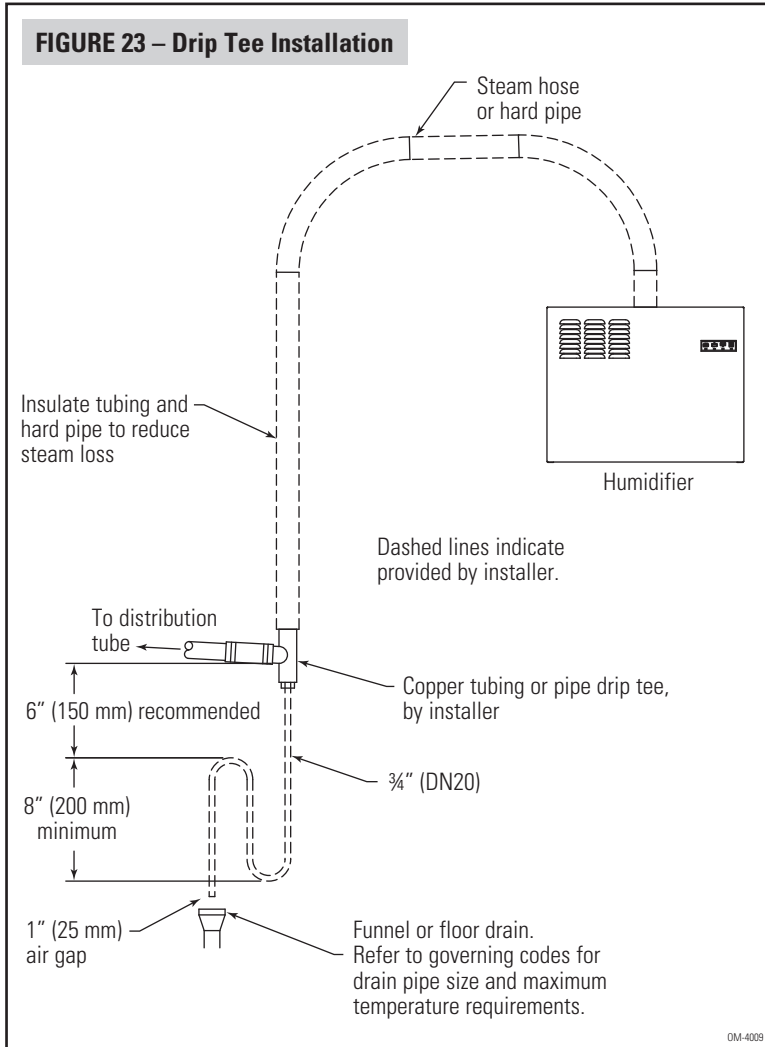 FIGURE 23 – Drip Tee Installation
Steam hose
or hard pipe
Insulate tubing and
hard pipe to reduce
steam loss
Humidifier
Dashed lines indicate
provided by installer.
To distribution
tube
Copper tubing or pipe drip tee,
by installer
6" (150 mm) recommended
¾" (DN20)
8" (200 mm)
minimum
1" (25 mm)
air gap
Funnel or floor drain.
Refer to governing codes for
drain pipe size and maximum
temperature requirements.
OM-4009